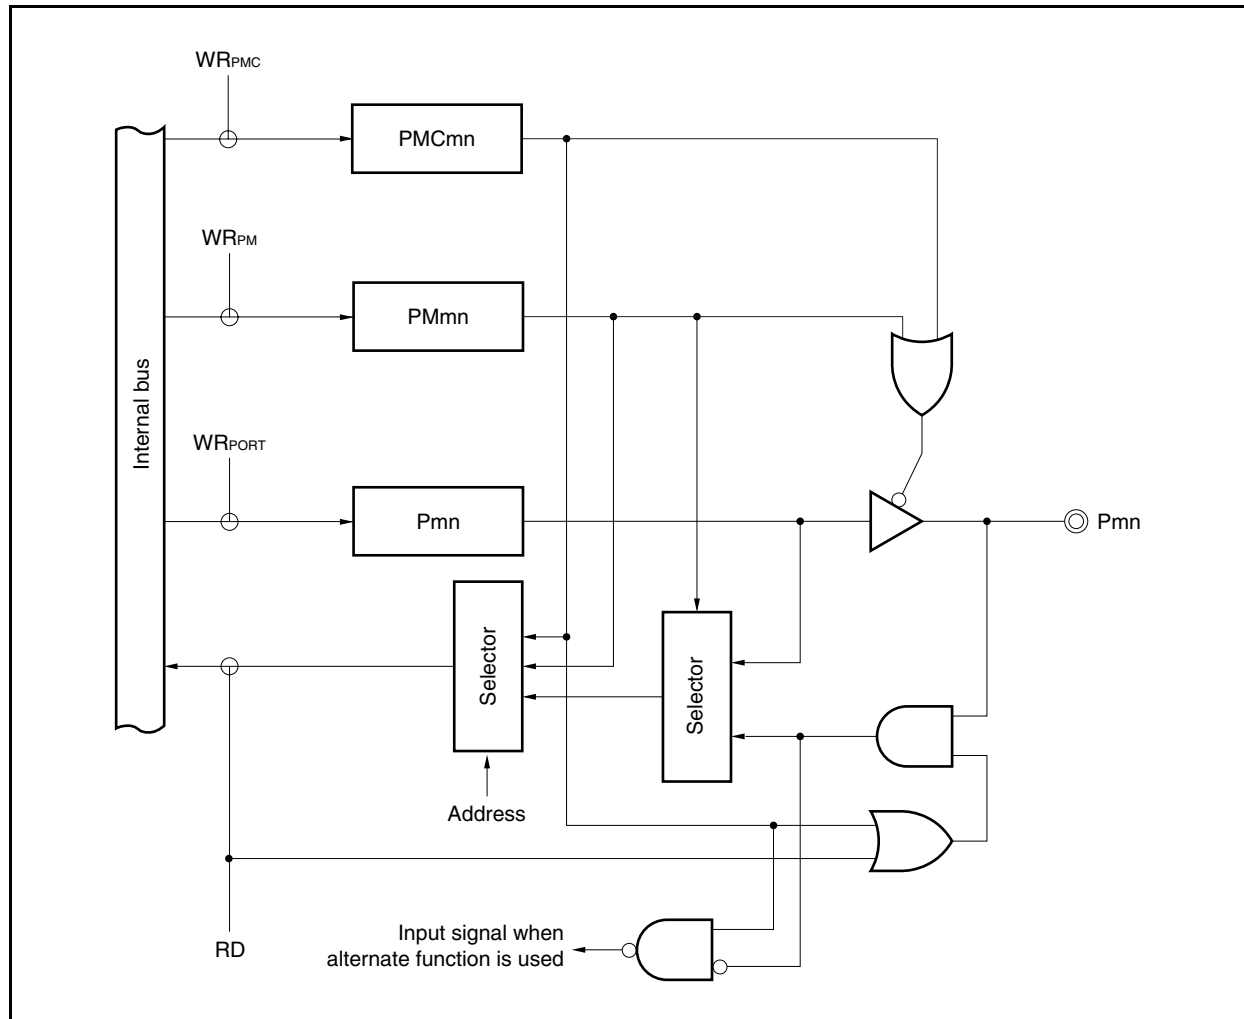 WRPMC
PMCmn
WRPM
PMmn
Internal bus
WRPORT
Pmn
Pmn
Selector
Selector
Address
RD
Input signal when
alternate function is used